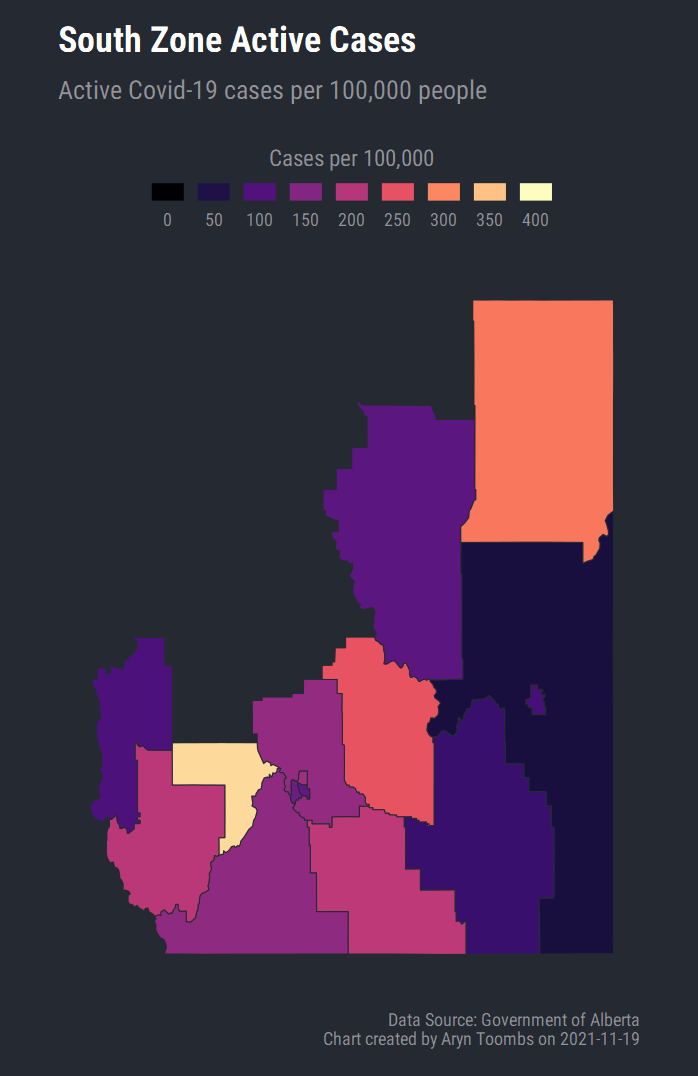 South Zone Active Cases
Active Covid-19 cases per 100,000 people
Cases per 100,000
0 50 100 150 200 250 300 350 400
Data Source: Government of Alberta
Chart created by Aryn Toombs on 2021-11-19